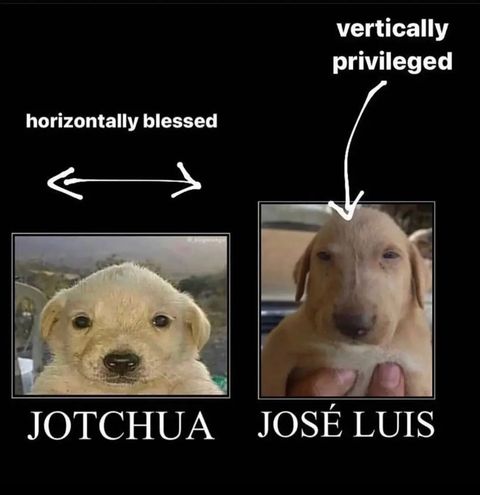 vertically
privileged
horizontally blessed
JOTCHUA
JOSÉ LUIS